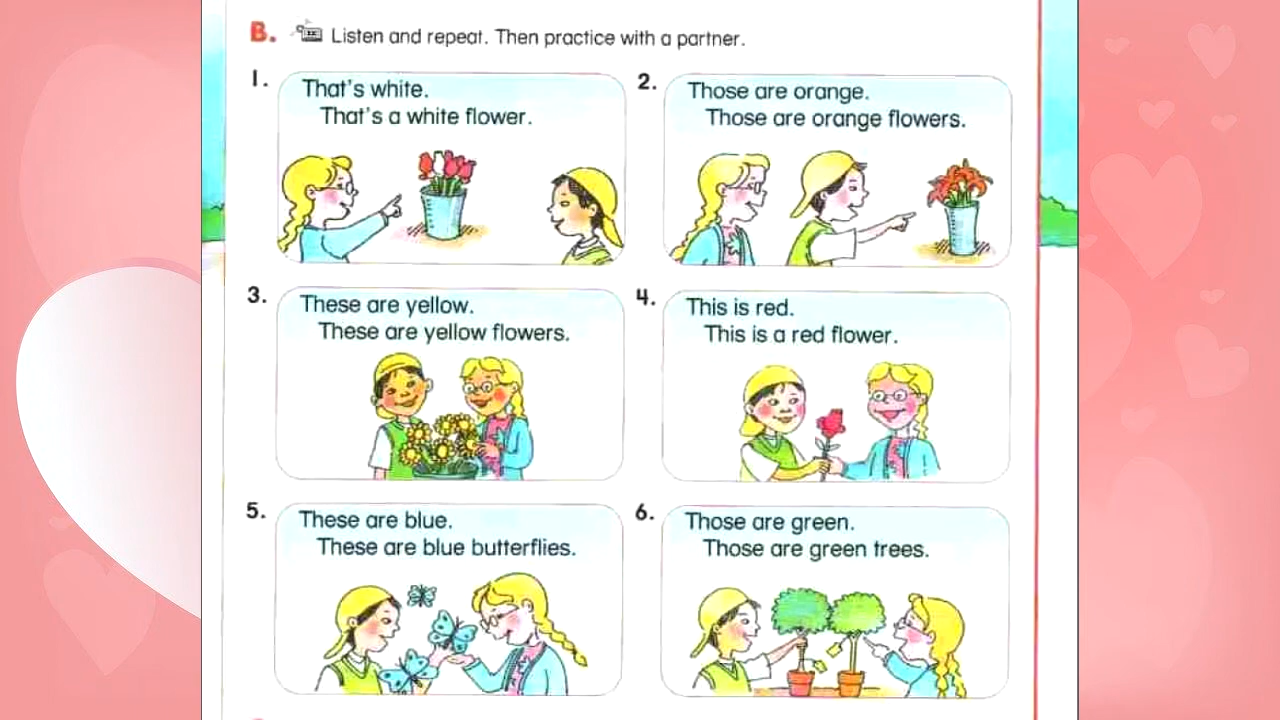 B. Listen and repeat. Then practice with a partner.
1. That's white.
That's a white flower.
2. Those are orange.
Those are orange flowers.
3. These are yellow.
These are yellow flowers.
4. This is red.
This is a red flower.
5. These are blue.
These are blue butterflies.
6. Those are green.
Those are green trees.